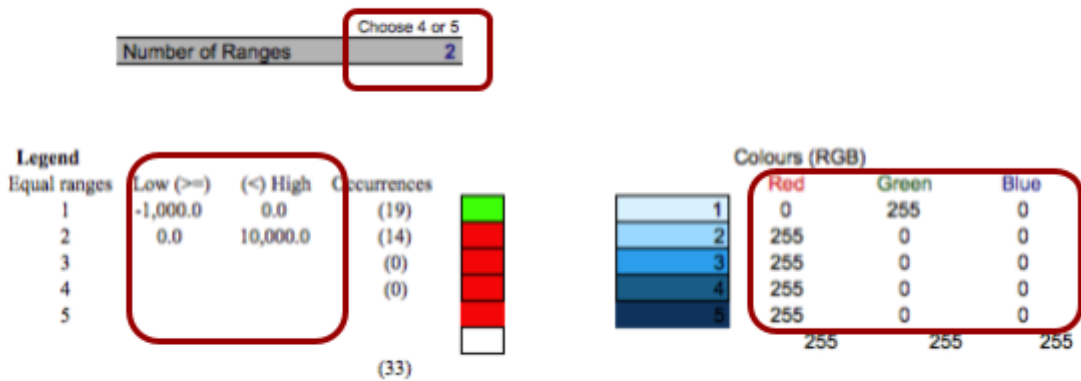 Choose 4 or 5
Number of Ranges 2
Legend Colours (RGB)
Equal ranges Low (>=) (<) High Occurrences Red Green Blue
1 -1,000.0 0.0 (19) 1 0 255 0
2 0.0 10,000.0 (14) 2 255 0 0
3 (0) 3 255 0 0
4 (0) 4 255 0 0
5 5 255 0 0
255 255 255
(33)